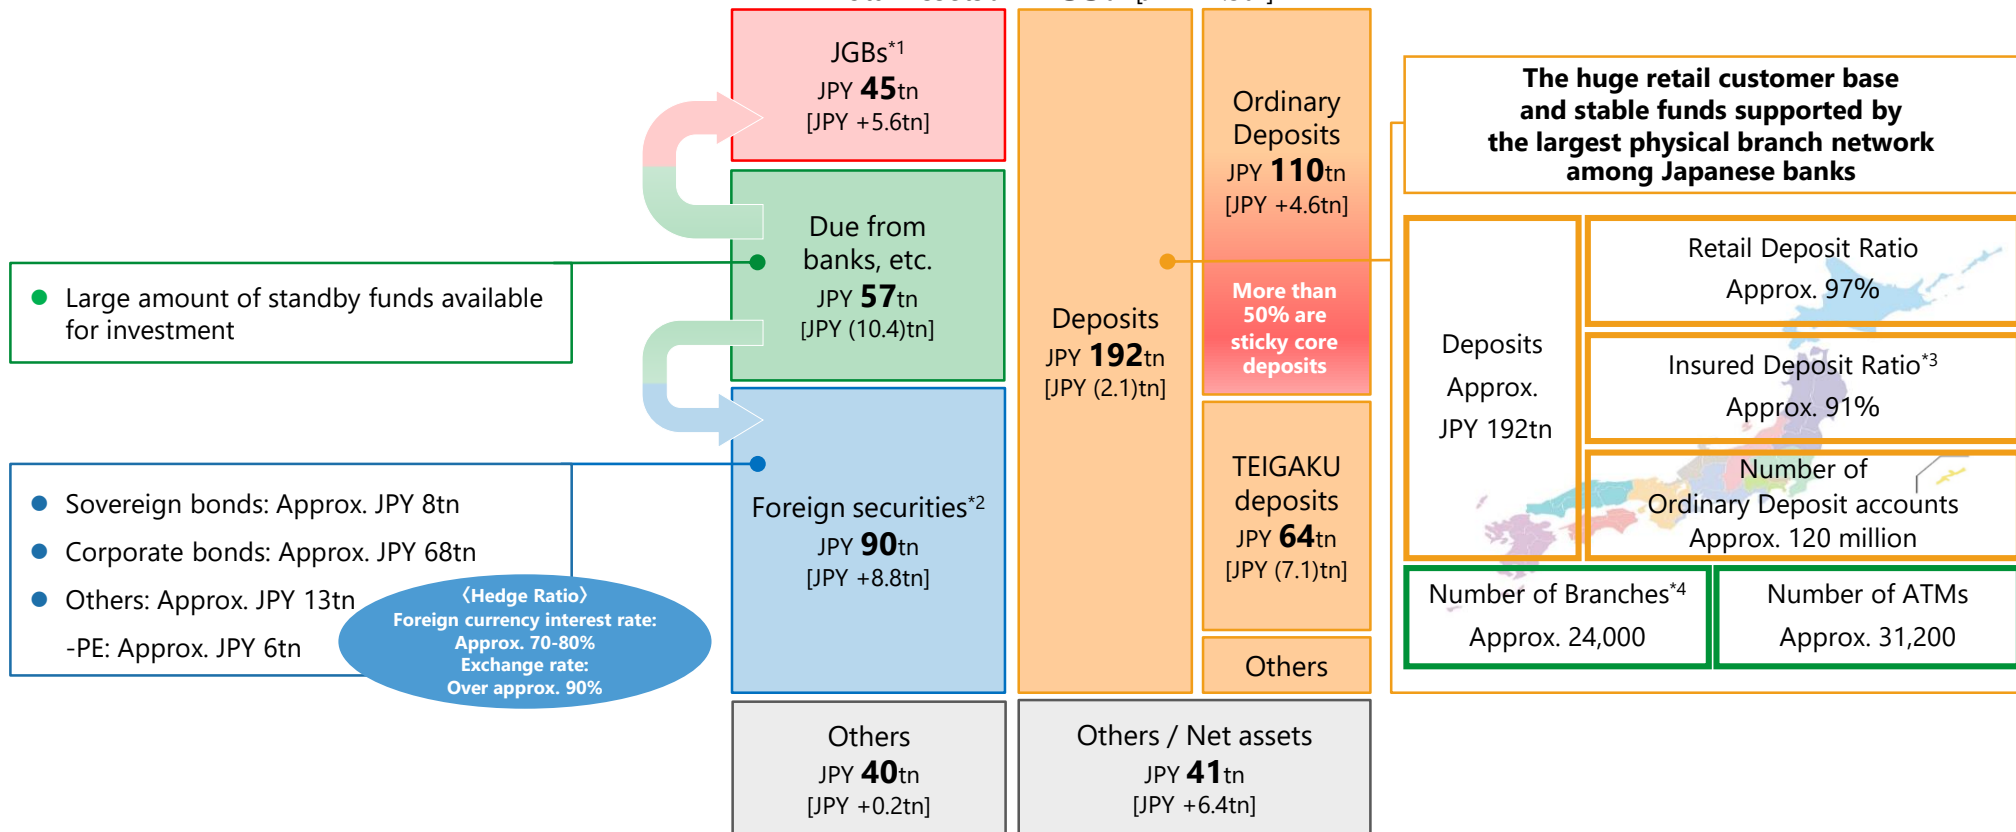 JGBs*1
JPY 45tn
[JPY +5.6tn]
Due from
banks, etc.
JPY 57tn
[JPY (10.4)tn]
Foreign securities*2
JPY 90tn
[JPY +8.8tn]
Others
JPY 40tn
[JPY +0.2tn]
Large amount of standby funds available
for investment
Sovereign bonds: Approx. JPY 8tn
Corporate bonds: Approx. JPY 68tn
Others: Approx. JPY 13tn
-PE: Approx. JPY 6tn
〈Hedge Ratio〉
Foreign currency interest rate:
Approx. 70-80%
Exchange rate:
Over approx. 90%
Deposits
JPY 192tn
[JPY (2.1)tn]
Ordinary
Deposits
JPY 110tn
[JPY +4.6tn]
More than
50% are
sticky core
deposits
TEIGAKU
deposits
JPY 64tn
[JPY (7.1)tn]
Others
Others / Net assets
JPY 41tn
[JPY +6.4tn]
The huge retail customer base
and stable funds supported by
the largest physical branch network
among Japanese banks
Deposits
Approx.
JPY 192tn
Retail Deposit Ratio
Approx. 97%
Insured Deposit Ratio*3
Approx. 91%
Number of
Ordinary Deposit accounts
Approx. 120 million
Number of Branches*4
Approx. 24,000
Number of ATMs
Approx. 31,200